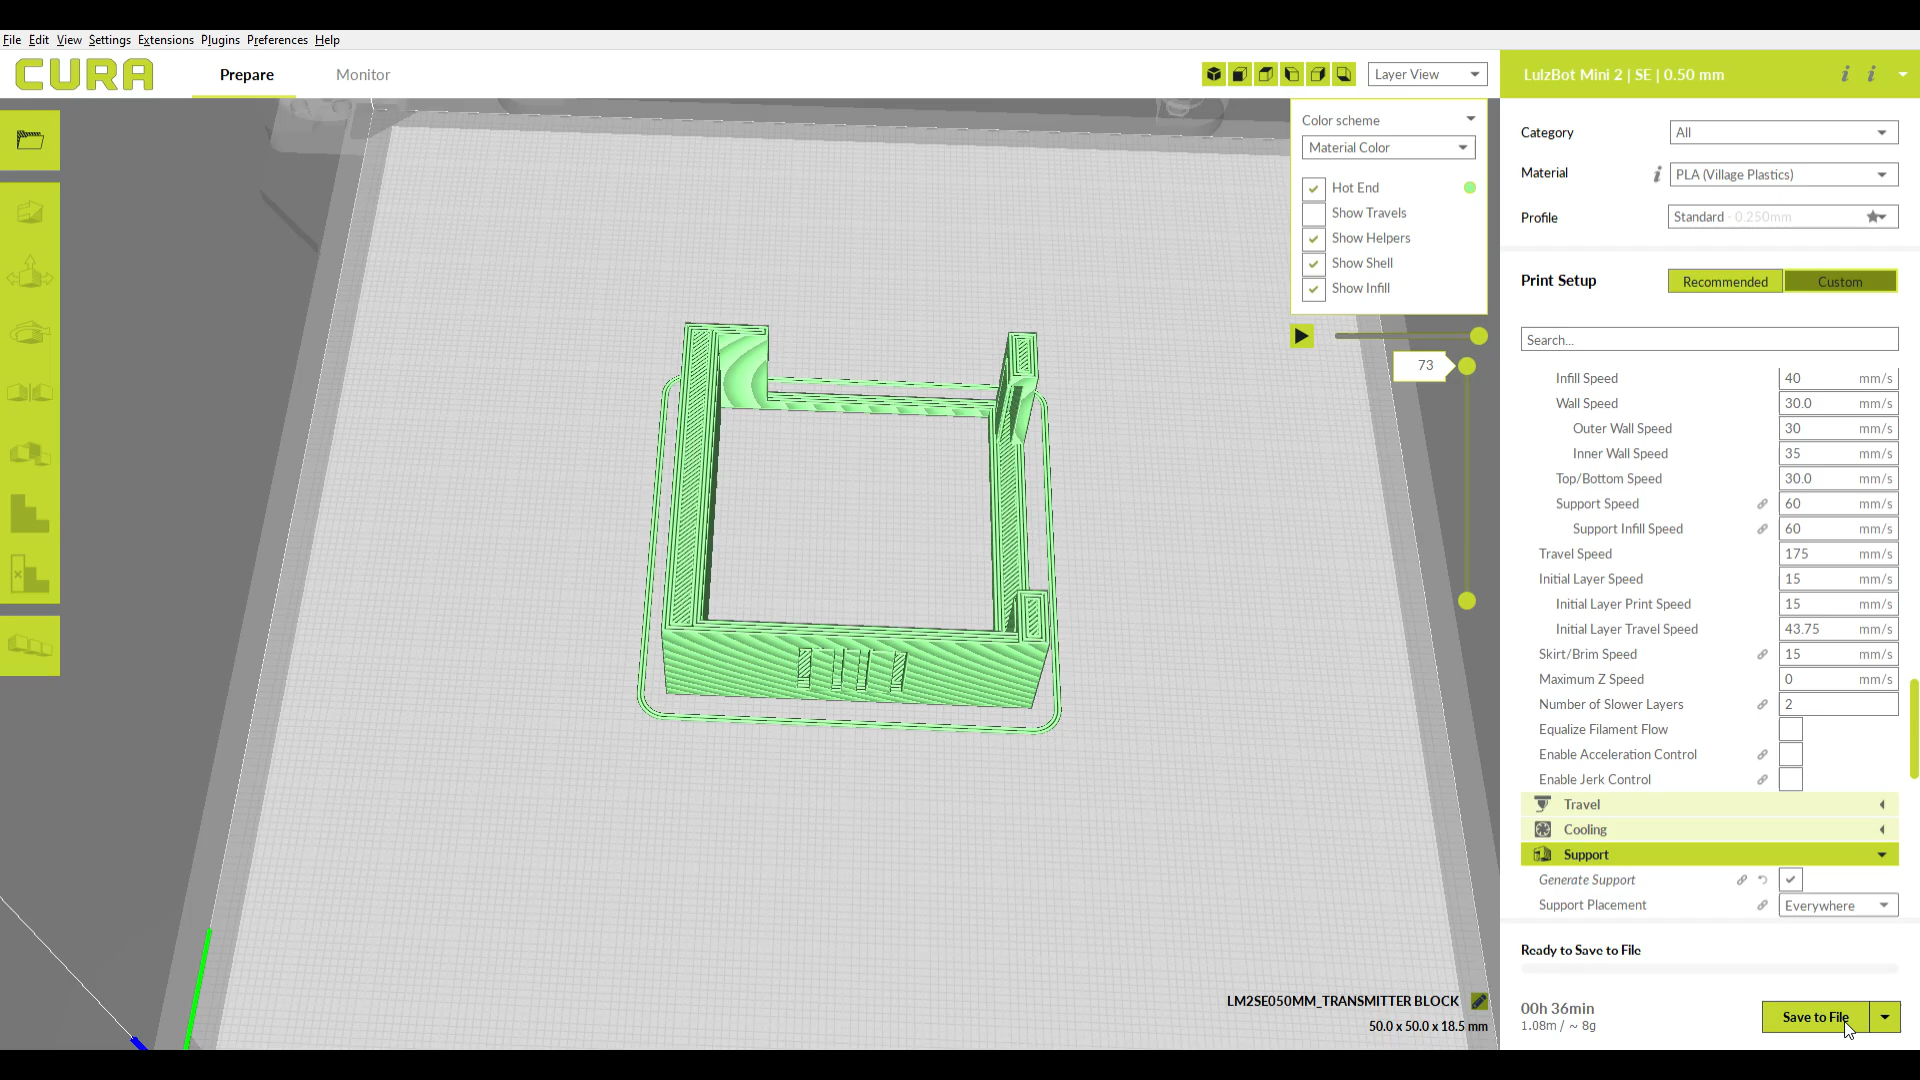 File Edit View Settings Extensions Plugins Preferences Help
CURA
Prepare
Monitor
Layer View
LulzBot Mini 2 | SE | 0.50 mm
Color scheme
Material Color
Hot End
Show Travels
Show Helpers
Show Shell
Show Infill
73
Category
All
Material
PLA (Village Plastics)
Profile
Standard - 0.250mm
Print Setup
Recommended
Custom
Search...
Infill Speed 40 mm/s
Wall Speed 30.0 mm/s
Outer Wall Speed 30 mm/s
Inner Wall Speed 35 mm/s
Top/Bottom Speed 30.0 mm/s
Support Speed 60 mm/s
Support Infill Speed 60 mm/s
Travel Speed 175 mm/s
Initial Layer Speed 15 mm/s
Initial Layer Print Speed 15 mm/s
Initial Layer Travel Speed 43.75 mm/s
Skirt/Brim Speed 15 mm/s
Maximum Z Speed 0 mm/s
Number of Slower Layers 2
Equalize Filament Flow
Enable Acceleration Control
Enable Jerk Control
Travel
Cooling
Support
Generate Support
Support Placement Everywhere
Ready to Save to File
00h 36min
1.08m / ~ 8g
Save to File
LM2SE050MM_TRANSMITTER BLOCK
50.0 x 50.0 x 18.5 mm